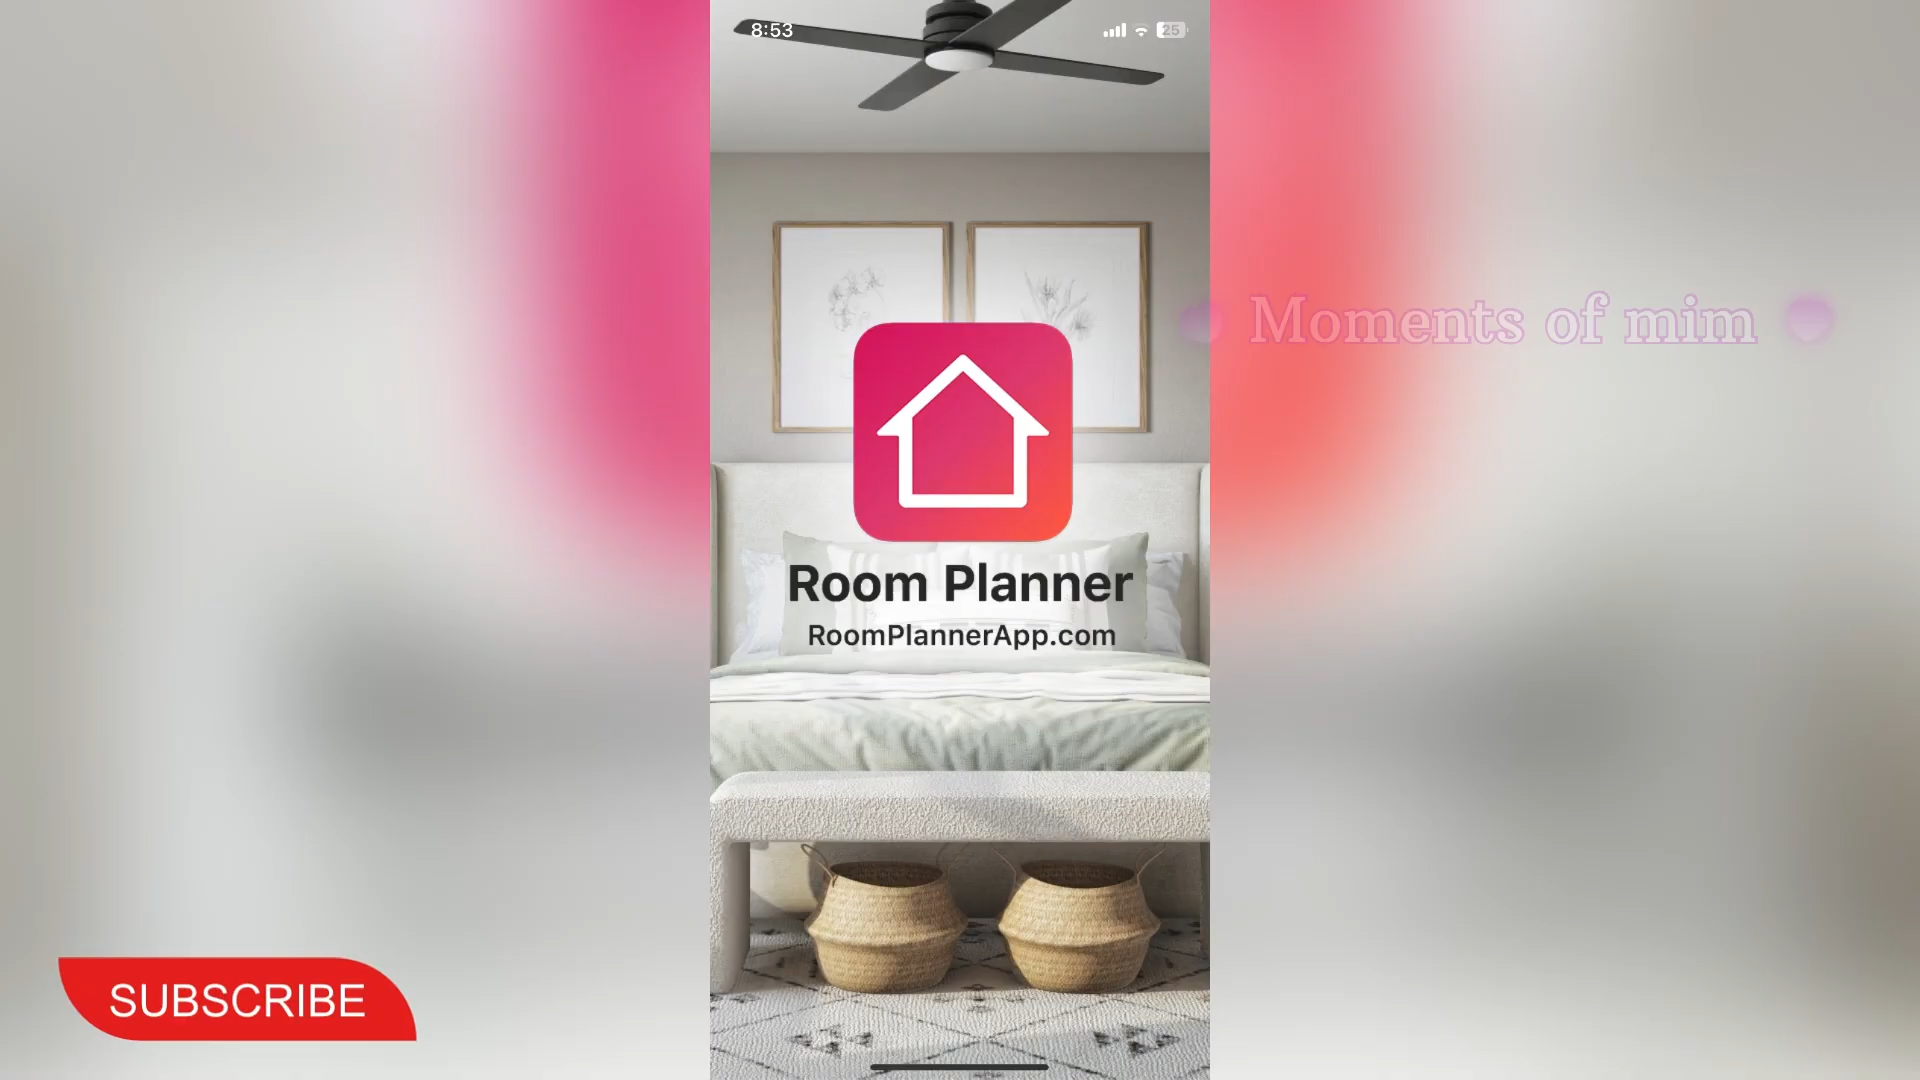 8:53
25
Moments of mim
Room Planner
RoomPlannerApp.com
SUBSCRIBE